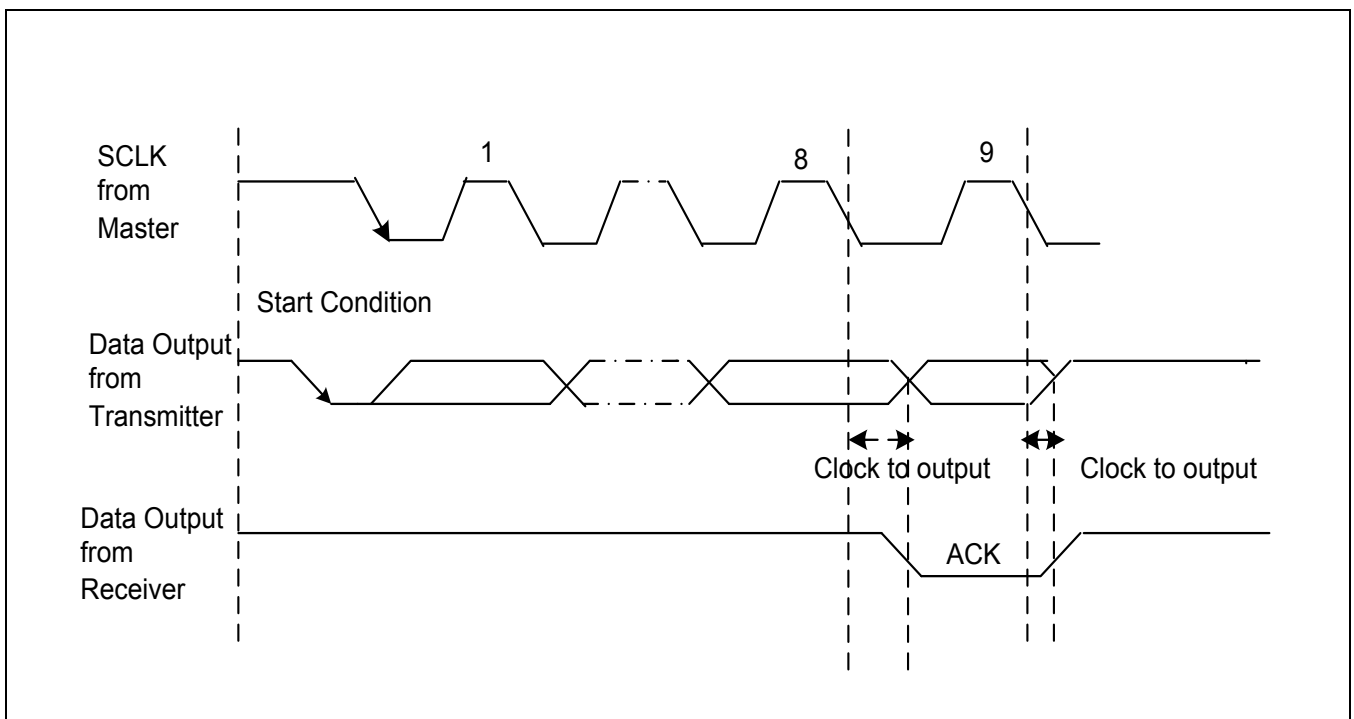 SCLK
from
Master
1
8
9
Start Condition
Data Output
from
Transmitter
Clock to output
Clock to output
Data Output
from
Receiver
ACK